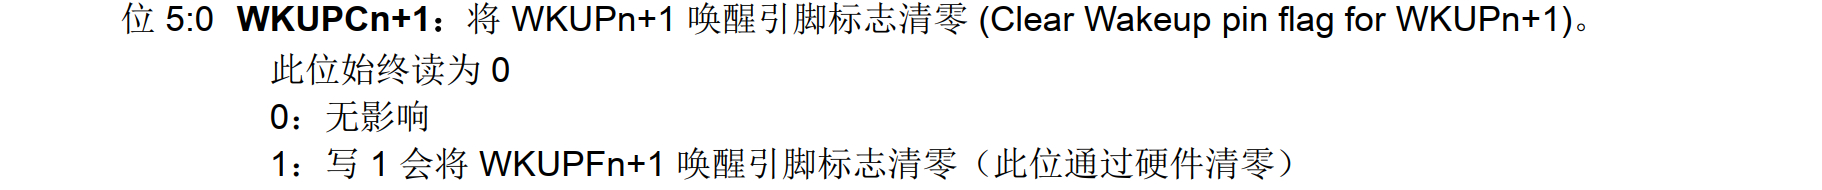 位 5:0 WKUPCn+1：将 WKUPn+1 唤醒引脚标志清零 (Clear Wakeup pin flag for WKUPn+1)。
此位始终读为 0
0：无影响
1：写 1 会将 WKUPFn+1 唤醒引脚标志清零（此位通过硬件清零）